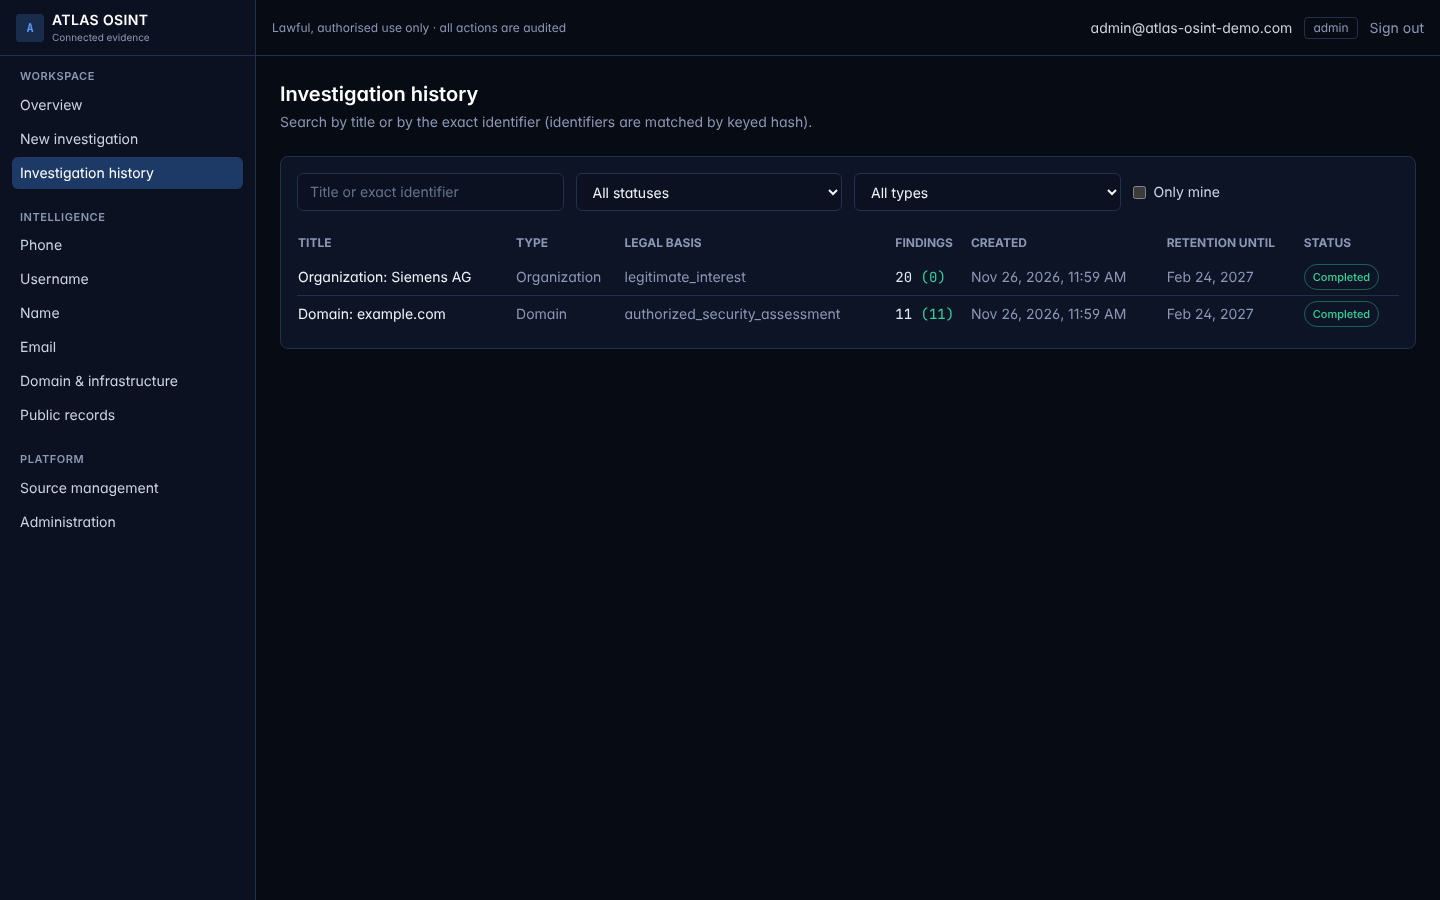 A
ATLAS OSINT
Connected evidence
Lawful, authorised use only · all actions are audited
admin@atlas-osint-demo.com admin Sign out
WORKSPACE
Overview
New investigation
Investigation history
INTELLIGENCE
Phone
Username
Name
Email
Domain & infrastructure
Public records
PLATFORM
Source management
Administration
Investigation history
Search by title or by the exact identifier (identifiers are matched by keyed hash).
Title or exact identifier All statuses All types Only mine
TITLE TYPE LEGAL BASIS FINDINGS CREATED RETENTION UNTIL STATUS
Organization: Siemens AG Organization legitimate_interest 20 (0) Nov 26, 2026, 11:59 AM Feb 24, 2027 Completed
Domain: example.com Domain authorized_security_assessment 11 (11) Nov 26, 2026, 11:59 AM Feb 24, 2027 Completed